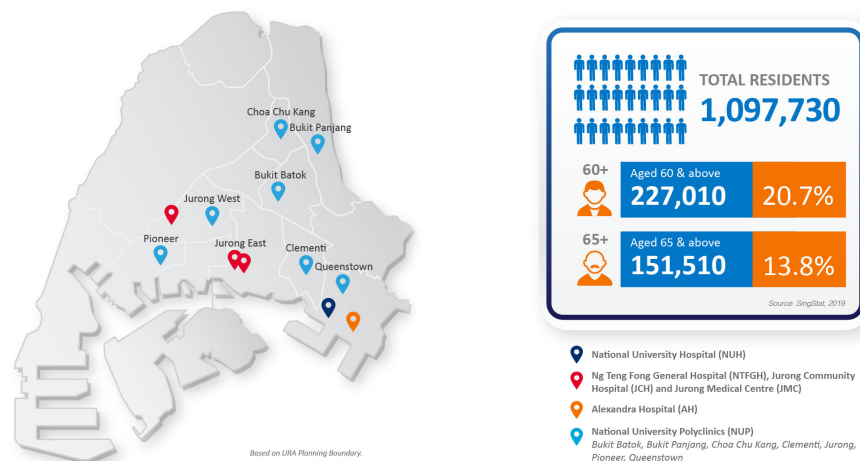 Choa Chu Kang
Bukit Panjang
Bukit Batok
Jurong West
Pioneer
Jurong East
Clementi
Queenstown
Based on URA Planning Boundary.
TOTAL RESIDENTS
1,097,730
60+
Aged 60 & above
227,010
20.7%
65+
Aged 65 & above
151,510
13.8%
Source: SingStat, 2019
National University Hospital (NUH)
Ng Teng Fong General Hospital (NTFGH), Jurong Community
Hospital (JCH) and Jurong Medical Centre (JMC)
Alexandra Hospital (AH)
National University Polyclinics (NUP)
Bukit Batok, Bukit Panjang, Choa Chu Kang, Clementi, Jurong,
Pioneer, Queenstown